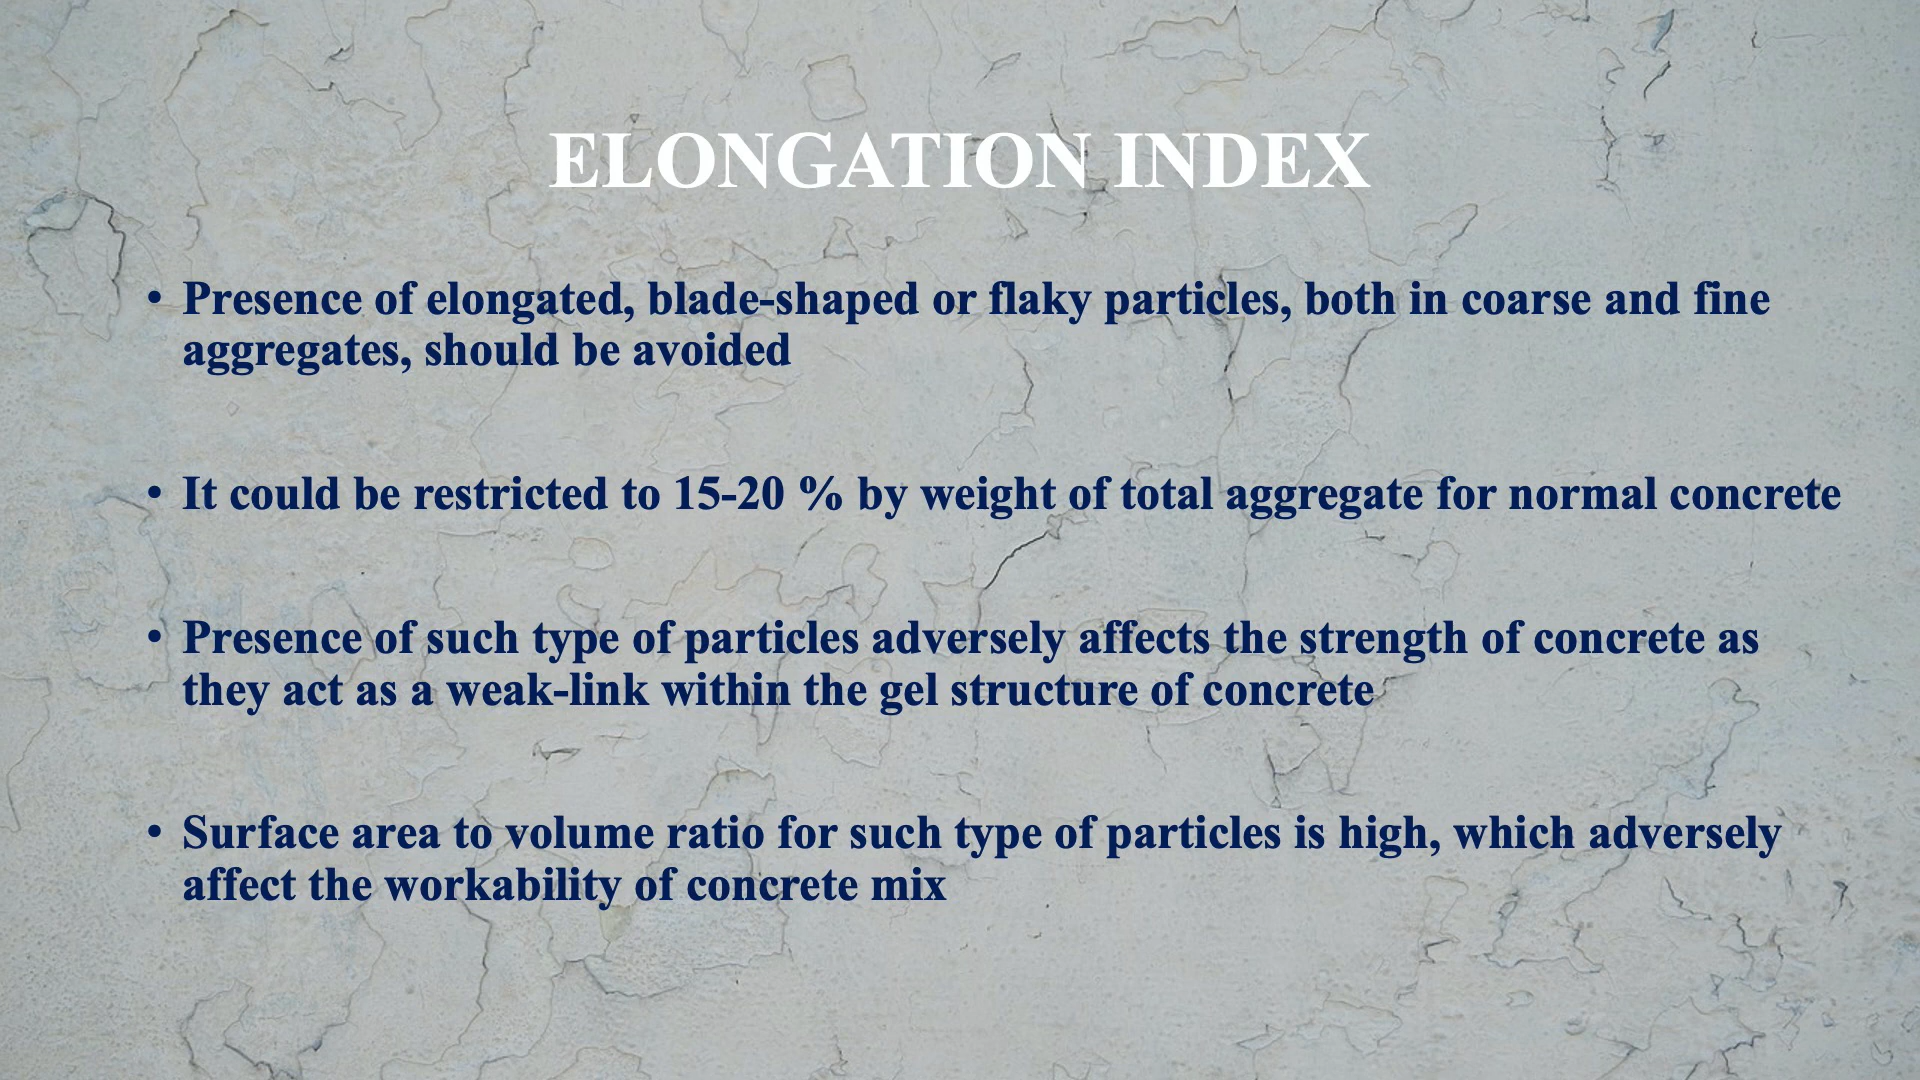 ELONGATION INDEX
• Presence of elongated, blade-shaped or flaky particles, both in coarse and fine
aggregates, should be avoided
• It could be restricted to 15-20 % by weight of total aggregate for normal concrete
• Presence of such type of particles adversely affects the strength of concrete as
they act as a weak-link within the gel structure of concrete
• Surface area to volume ratio for such type of particles is high, which adversely
affect the workability of concrete mix